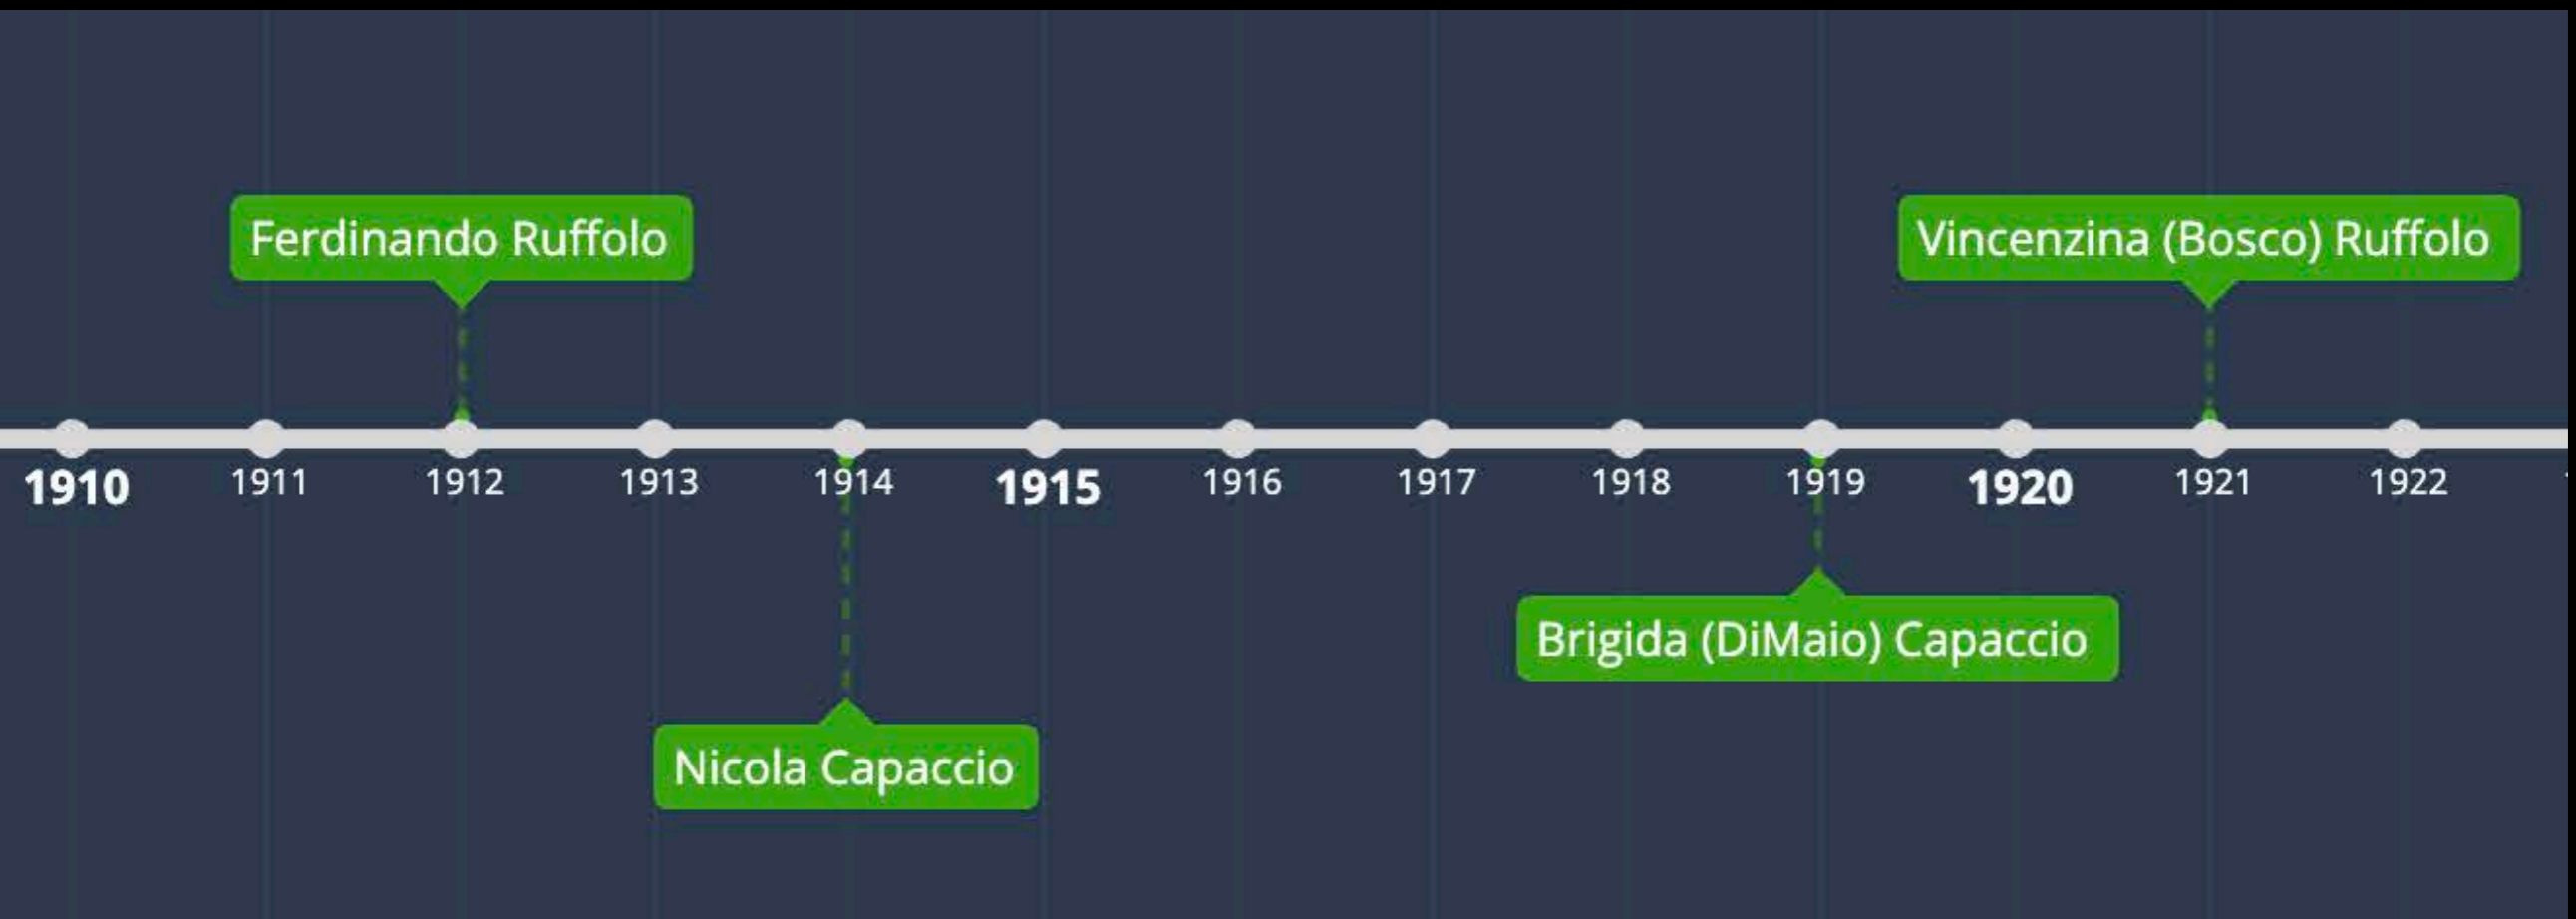 Ferdinando Ruffolo
Vincenzina (Bosco) Ruffolo
1910 1911 1912 1913 1914 1915 1916 1917 1918 1919 1920 1921 1922
Brigida (DiMaio) Capaccio
Nicola Capaccio